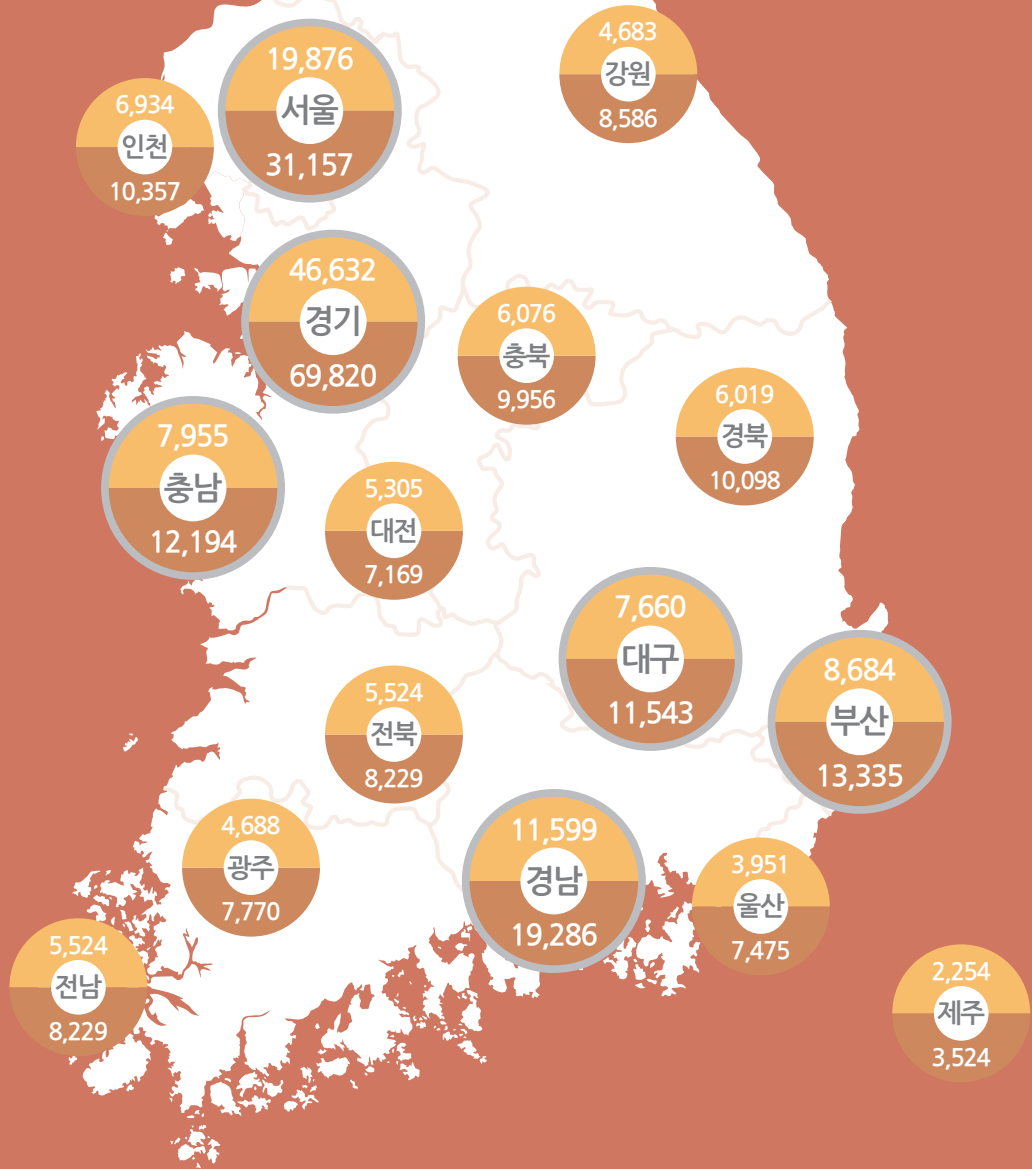 4,683
강원
8,586
19,876
서울
31,157
6,934
인천
10,357
46,632
경기
69,820
6,076
충북
9,956
6,019
경북
10,098
7,955
충남
12,194
5,305
대전
7,169
7,660
대구
11,543
8,684
부산
13,335
5,524
전북
8,229
4,688
광주
7,770
11,599
경남
19,286
3,951
울산
7,475
5,524
전남
8,229
2,254
제주
3,524